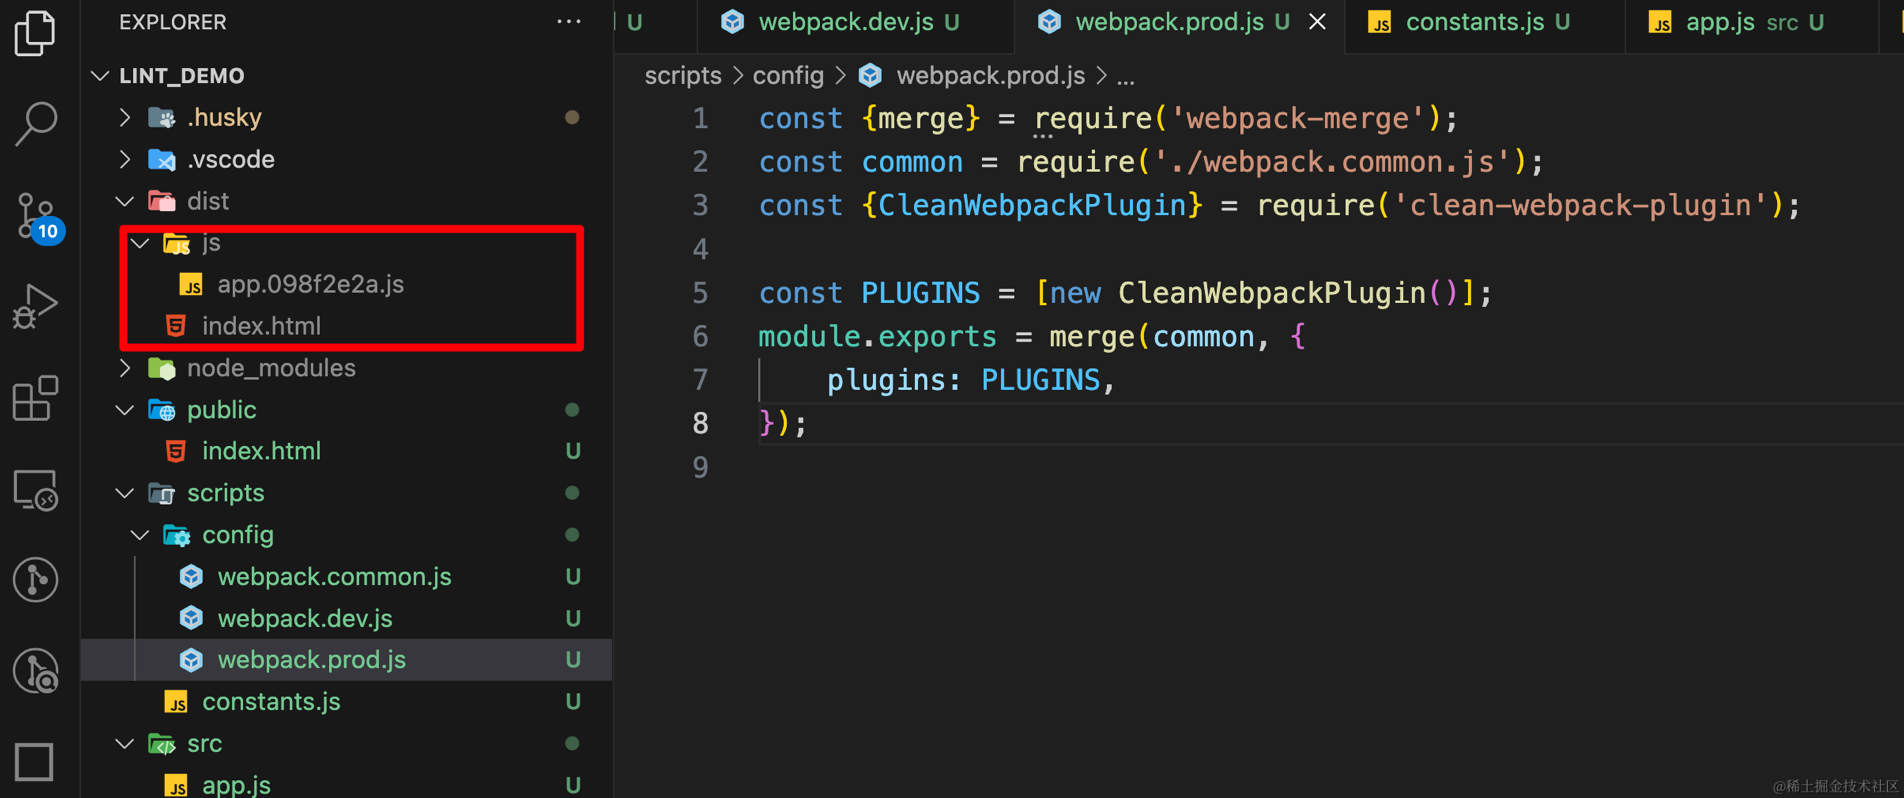 EXPLORER
LINT_DEMO
.husky
.vscode
dist
js
app.098f2e2a.js
index.html
node_modules
public
index.html U
scripts
config
webpack.common.js U
webpack.dev.js U
webpack.prod.js U
constants.js U
src
app.js U
10
U
webpack.dev.js U
webpack.prod.js U
constants.js U
app.js src U
scripts > config > webpack.prod.js > ...
1 const {merge} = require('webpack-merge');
2 const common = require('./webpack.common.js');
3 const {CleanWebpackPlugin} = require('clean-webpack-plugin');
4
5 const PLUGINS = [new CleanWebpackPlugin()];
6 module.exports = merge(common, {
7 plugins: PLUGINS,
8 });
9
@稀土掘金技术社区